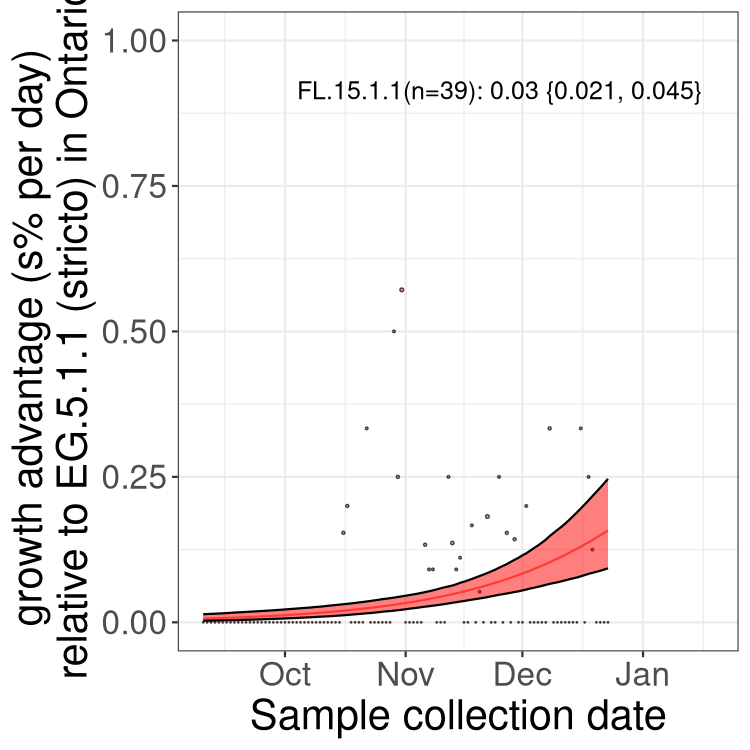 growth advantage (s% per day)
relative to EG.5.1.1 (stricto) in Ontario
1.00
FL.15.1.1(n=39): 0.03 {0.021, 0.045}
0.75
0.50
0.25
0.00
Oct Nov Dec Jan
Sample collection date